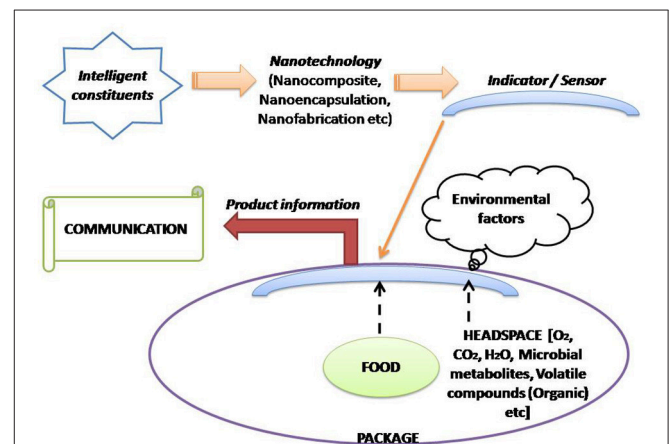 Intelligent
constituents
Nanotechnology
(Nanocomposite,
Nanoencapsulation,
Nanofabrication etc)
Indicator / Sensor
Product information
COMMUNICATION
Environmental
factors
FOOD
HEADSPACE [O₂,
CO₂, H₂O, Microbial
metabolites, Volatile
compounds (Organic)
etc]
PACKAGE